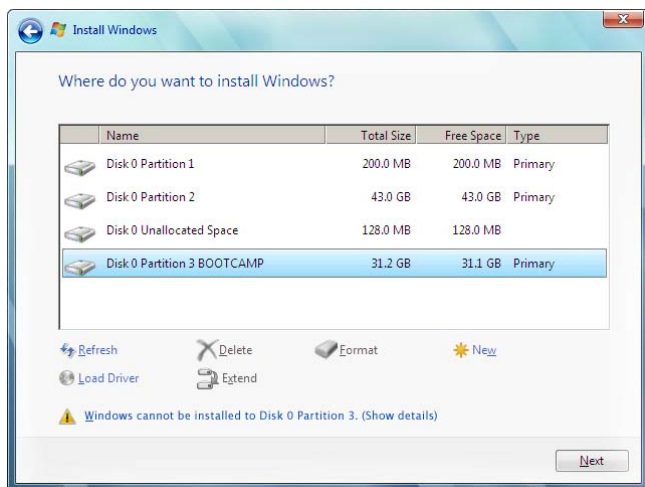 Install Windows
Where do you want to install Windows?
Name Total Size Free Space Type
Disk 0 Partition 1 200.0 MB 200.0 MB Primary
Disk 0 Partition 2 43.0 GB 43.0 GB Primary
Disk 0 Unallocated Space 128.0 MB 128.0 MB
Disk 0 Partition 3 BOOTCAMP 31.2 GB 31.1 GB Primary
Refresh Delete Format New
Load Driver Extend
Windows cannot be installed to Disk 0 Partition 3. (Show details)
Next